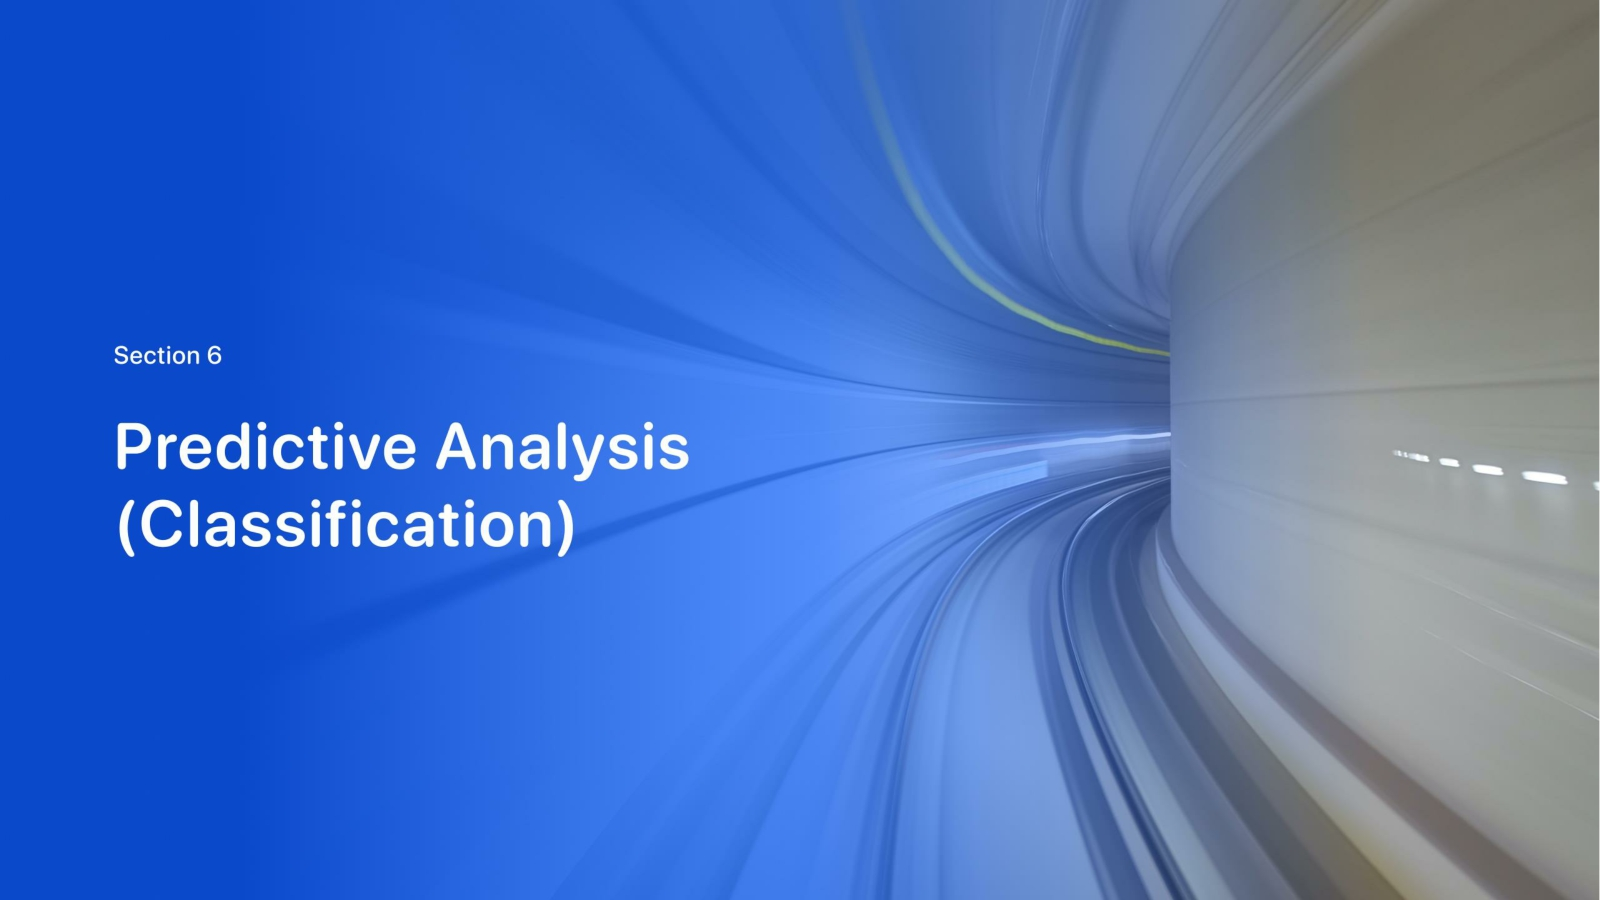 Section 6
Predictive Analysis
(Classification)